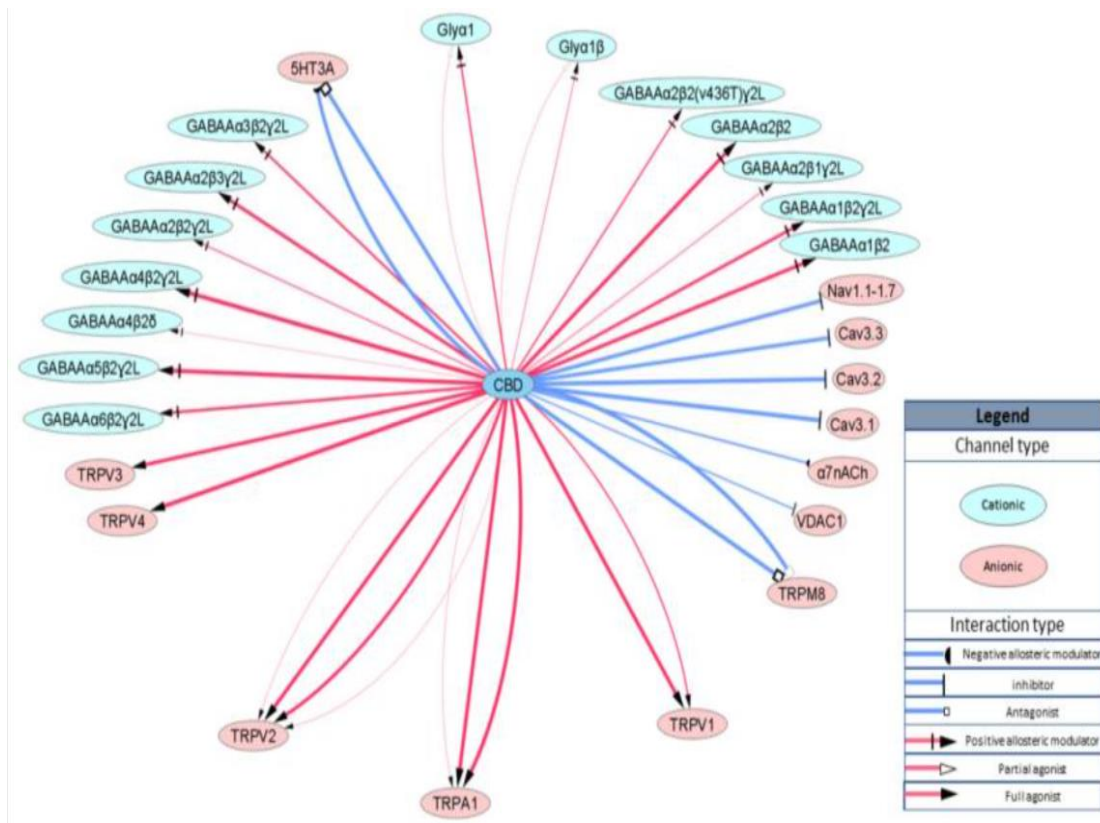 Glyα1
Glyα1β
5HT3A
GABAAα2β2(v436T)γ2L
GABAAα3β2γ2L
GABAAα2β2
GABAAα2β1γ2L
GABAAα2β3γ2L
GABAAα1β2γ2L
GABAAα2β2γ2L
GABAAα1β2
GABAAα4β2γ2L
Nav1.1-1.7
GABAAα4β2δ
Cav3.3
GABAAα5β2γ2L
CBD
Cav3.2
GABAAα6β2γ2L
Cav3.1
TRPV3
α7nACh
TRPV4
VDAC1
TRPM8
TRPV2
TRPV1
TRPA1
Legend
Channel type
Cationic
Anionic
Interaction type
Negative allosteric modulator
inhibitor
Antagonist
Positive allosteric modulator
Partial agonist
Full agonist